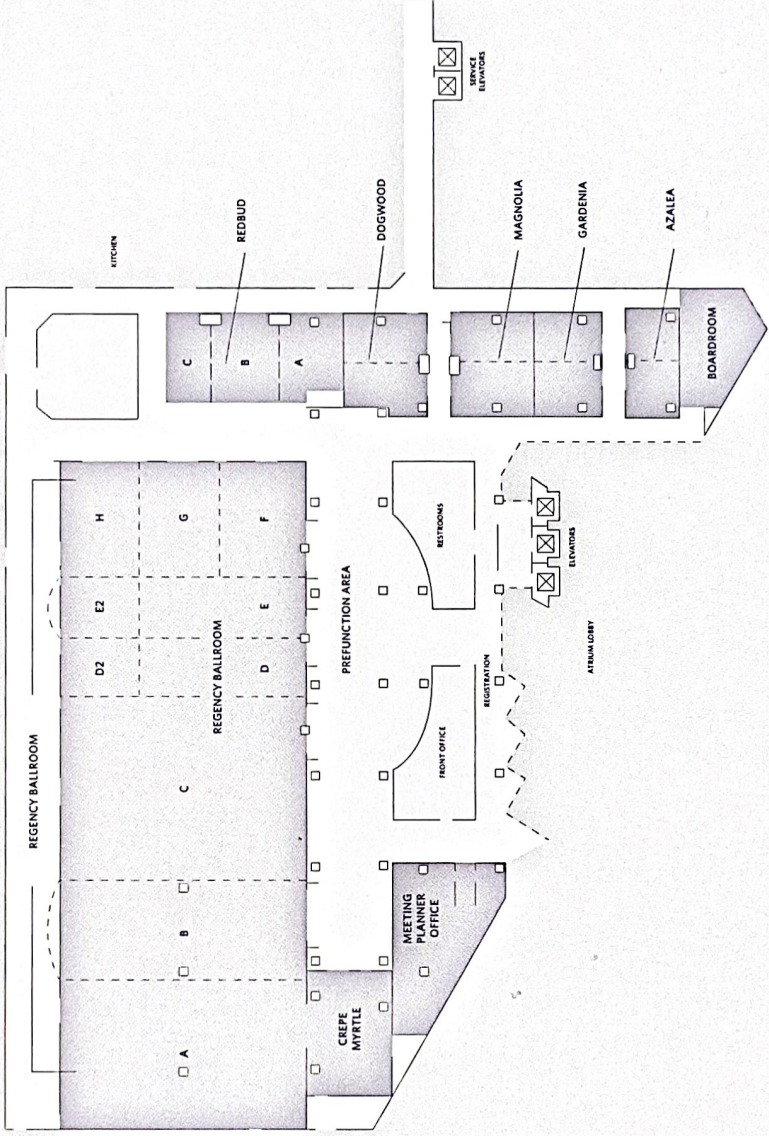 REGENCY BALLROOM
A
B
C
D2
E2
H
G
REGENCY BALLROOM
D
E
F
KITCHEN
C
B
A
REDBUD
DOGWOOD
SERVICE
ELEVATORS
MAGNOLIA
GARDENIA
AZALEA
BOARDROOM
PREFUNCTION AREA
CREPE
MYRTLE
MEETING
PLANNER
OFFICE
FRONT OFFICE
RESTROOMS
REGISTRATION
ELEVATORS
ATRIUM LOBBY